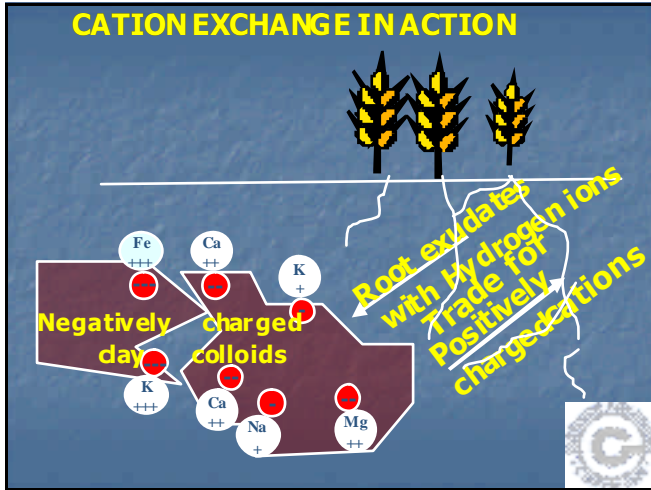 CATION EXCHANGE IN ACTION
Root exudates
with Hydrogen ions
Trade for
Positively
charged cations
Fe
+++
---
Ca
++
--
K
+
-
Negatively charged
clay colloids
---
K
+++
--
Ca
++
-
Na
+
--
Mg
++
G